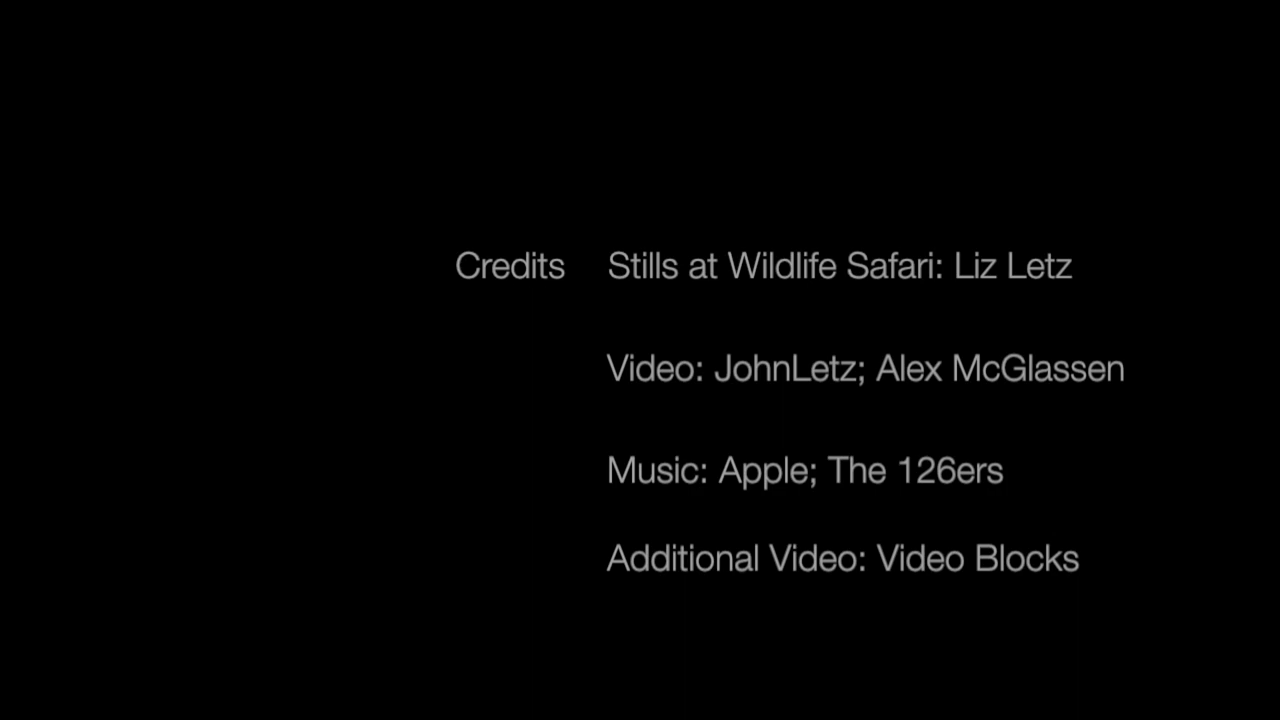 Credits Stills at Wildlife Safari: Liz Letz
Video: JohnLetz; Alex McGlassen
Music: Apple; The 126ers
Additional Video: Video Blocks